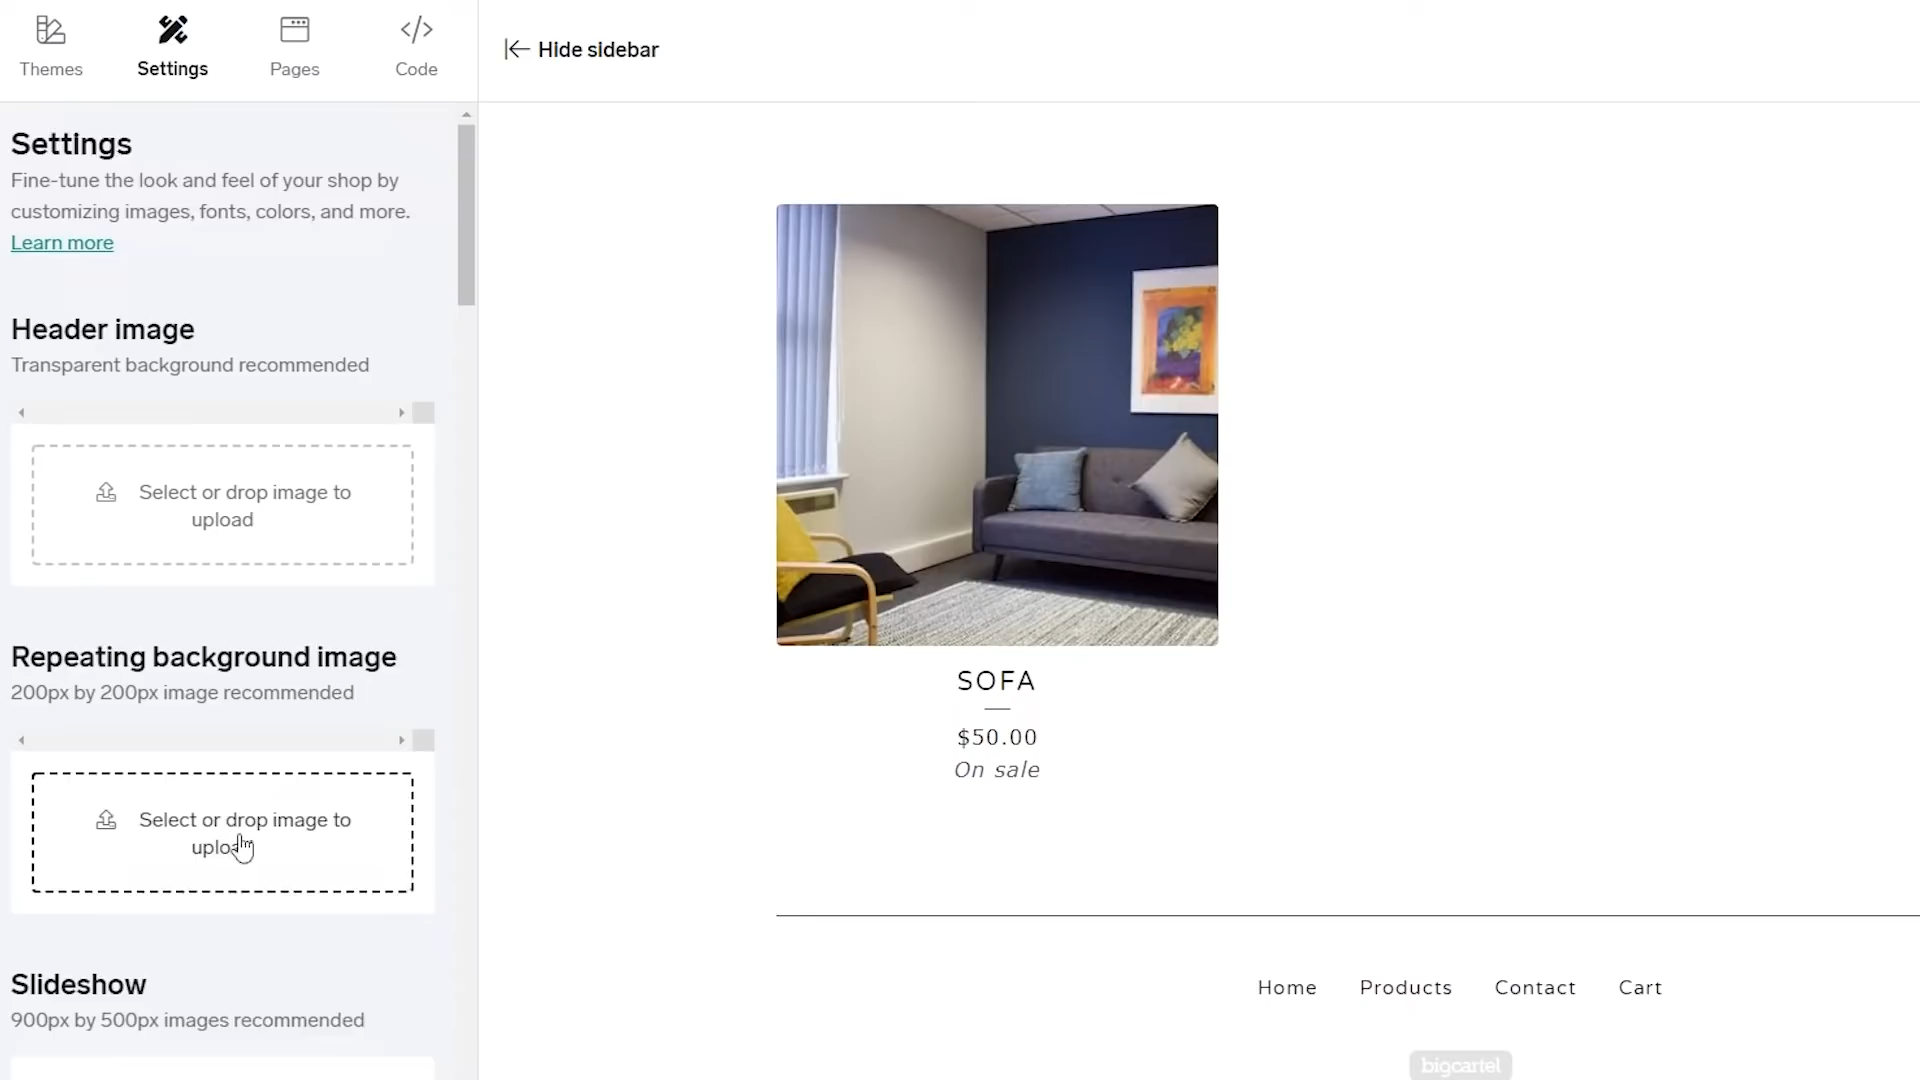 Themes
Settings
Pages
Code
Hide sidebar
Settings
Fine-tune the look and feel of your shop by
customizing images, fonts, colors, and more.
Learn more
Header image
Transparent background recommended
Select or drop image to
upload
Repeating background image
200px by 200px image recommended
Select or drop image to
upload
Slideshow
900px by 500px images recommended
SOFA
$50.00
On sale
Home
Products
Contact
Cart
bigcartel